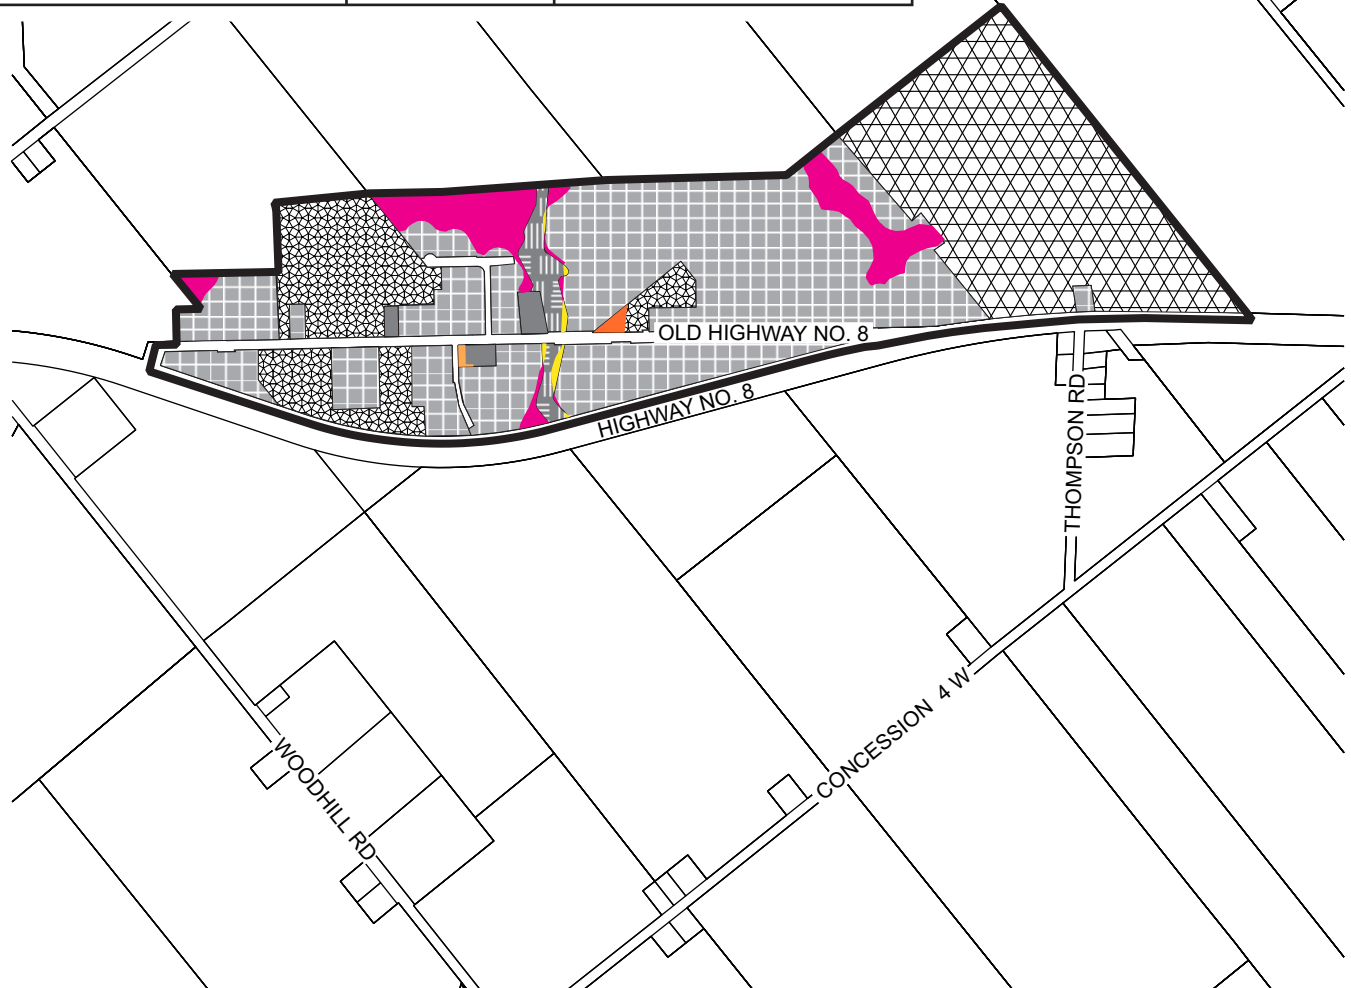 OLD HIGHWAY NO. 8
HIGHWAY NO. 8
THOMPSON RD
CONCESSION 4 W
WOODHILL RD